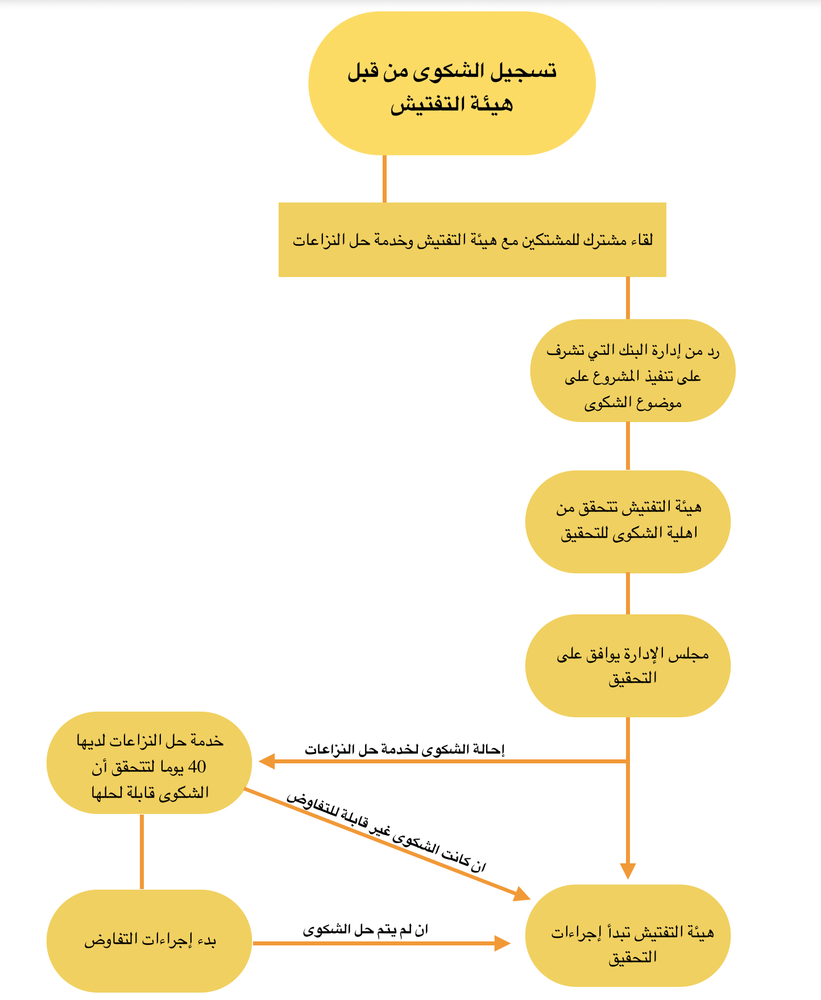 تسجيل الشكوى من قبل
هيئة التفتيش
لقاء مشترك للمشتكين مع هيئة التفتيش وخدمة حل النزاعات
رد من إدارة البنك التي تشرف
على تنفيذ المشروع على
موضوع الشكوى
هيئة التفتيش تتحقق من
اهلية الشكوى للتحقيق
مجلس الإدارة يوافق على
التحقيق
إحالة الشكوى لخدمة حل النزاعات
خدمة حل النزاعات لديها
40 يوما لتتحقق أن
الشكوى قابلة لحلها
ان كانت الشكوى غير قابلة للتفاوض
بدء إجراءات التفاوض
ان لم يتم حل الشكوى
هيئة التفتيش تبدأ إجراءات
التحقيق